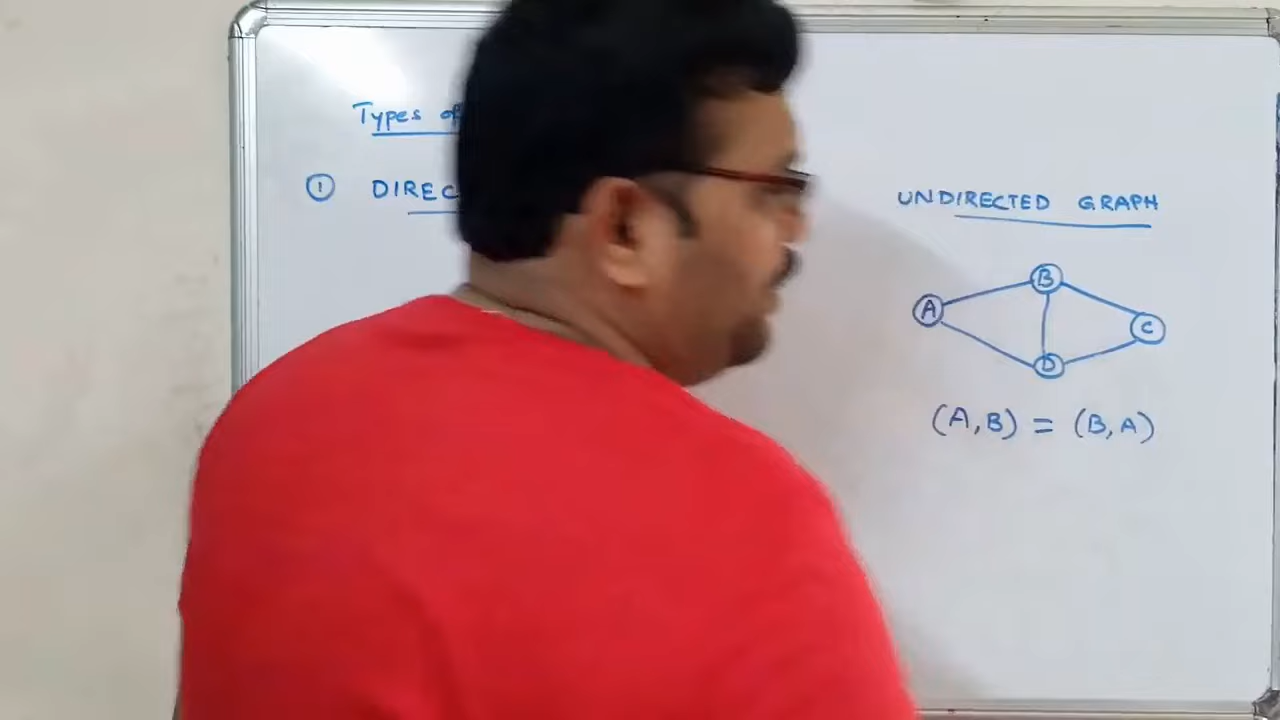 Types of
① DIREC
UNDIRECTED GRAPH
B
A
C
D
(A,B) = (B,A)